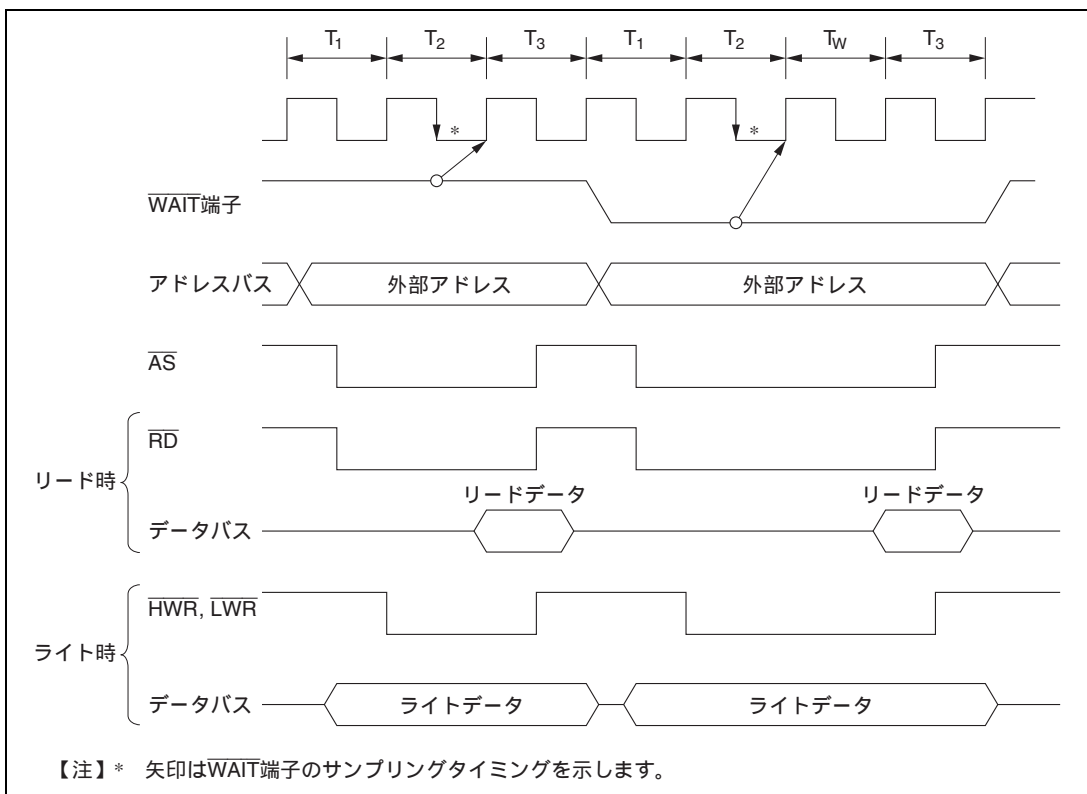 T1 T2 T3 T1 T2 TW T3
* *
WAIT端子
アドレスバス 外部アドレス 外部アドレス
AS
リード時
RD
リードデータ リードデータ
データバス
ライト時
HWR, LWR
データバス ライトデータ ライトデータ
【注】* 矢印はWAIT端子のサンプリングタイミングを示します。